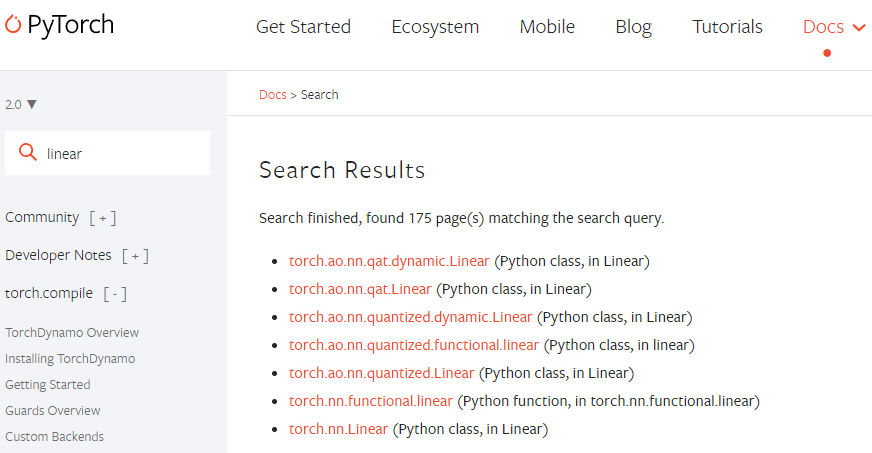 PyTorch
Get Started Ecosystem Mobile Blog Tutorials Docs
2.0 ▼
Docs > Search
linear
Search Results
Search finished, found 175 page(s) matching the search query.
Community [ + ]
Developer Notes [ + ]
torch.compile [ - ]
TorchDynamo Overview
Installing TorchDynamo
Getting Started
Guards Overview
Custom Backends
• torch.ao.nn.qat.dynamic.Linear (Python class, in Linear)
• torch.ao.nn.qat.Linear (Python class, in Linear)
• torch.ao.nn.quantized.dynamic.Linear (Python class, in Linear)
• torch.ao.nn.quantized.functional.linear (Python class, in linear)
• torch.ao.nn.quantized.Linear (Python class, in Linear)
• torch.nn.functional.linear (Python function, in torch.nn.functional.linear)
• torch.nn.Linear (Python class, in Linear)